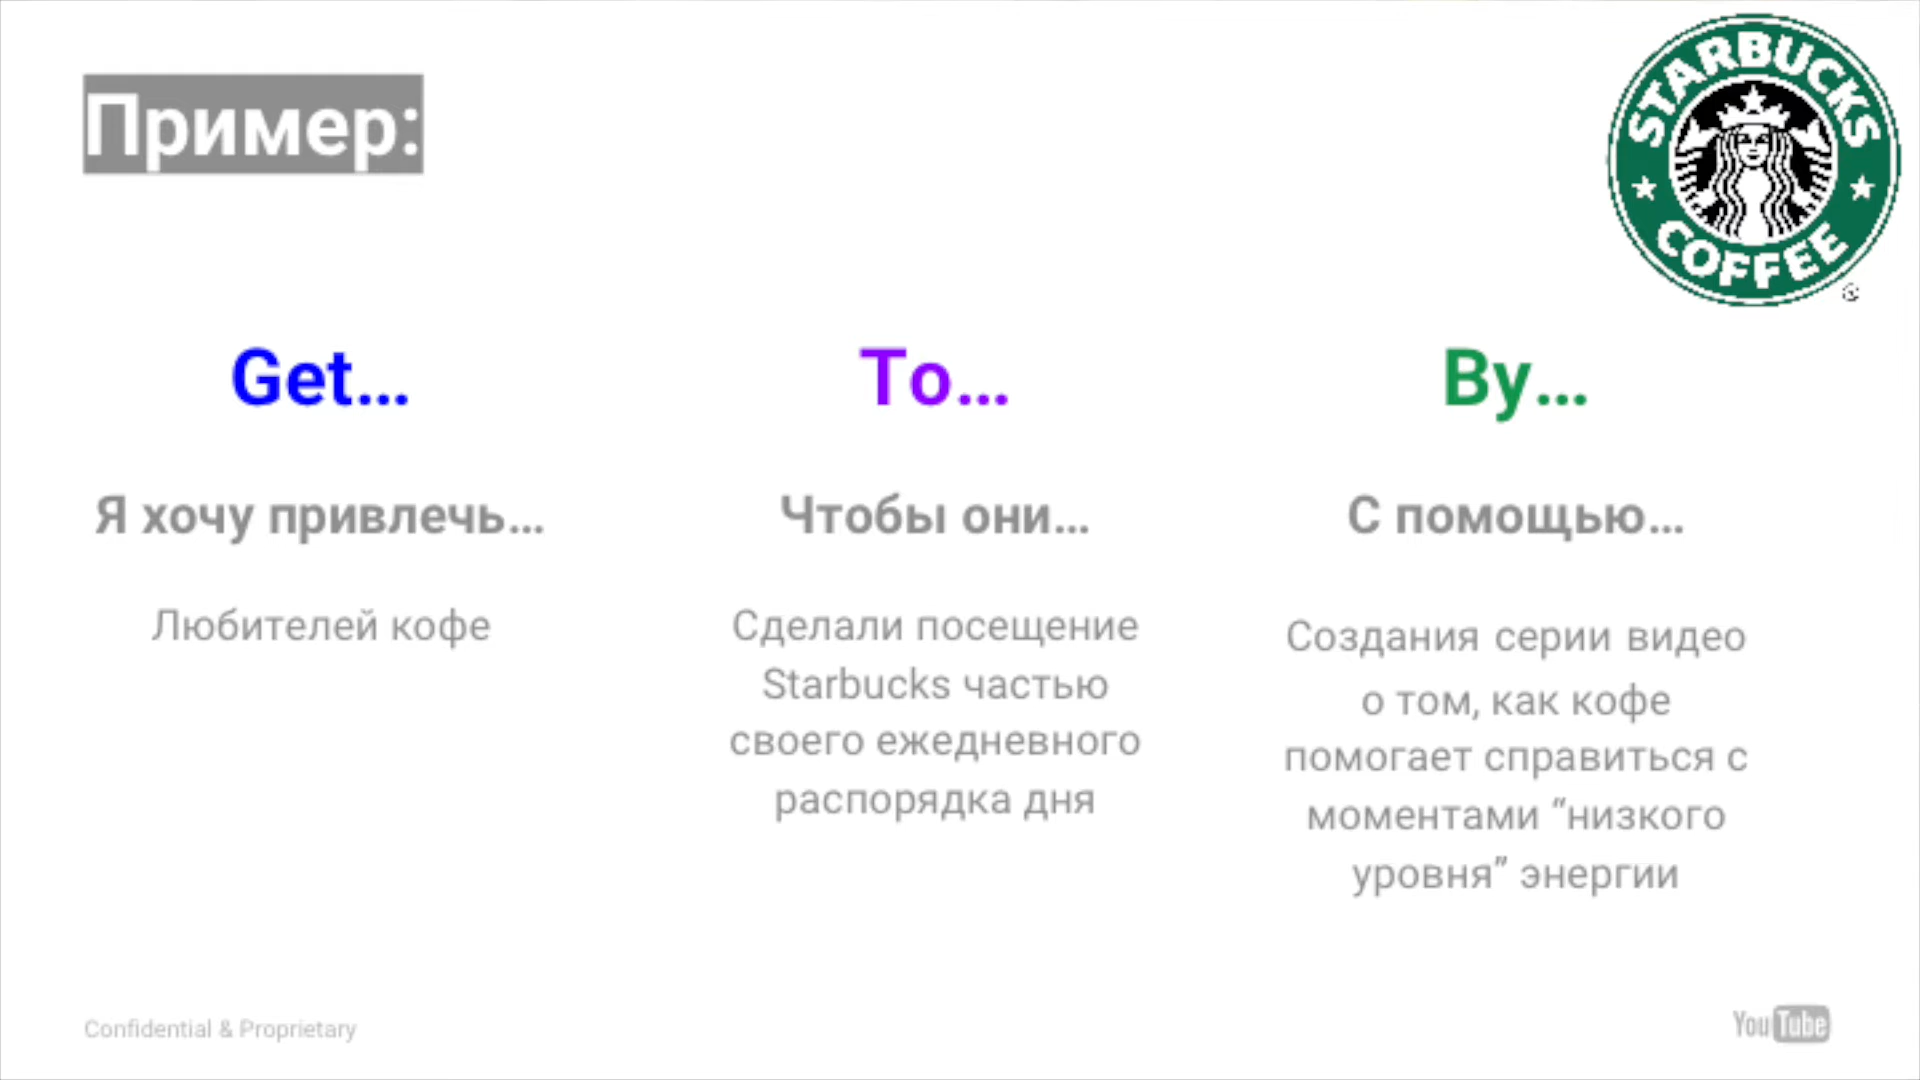 Пример:
STARBUCKS
COFFEE
®
Get...
To...
By...
Я хочу привлечь...
Чтобы они...
С помощью...
Любителей кофе
Сделали посещение
Starbucks частью
своего ежедневного
распорядка дня
Создания серии видео
о том, как кофе
помогает справиться с
моментами “низкого
уровня” энергии
Confidential & Proprietary
YouTube